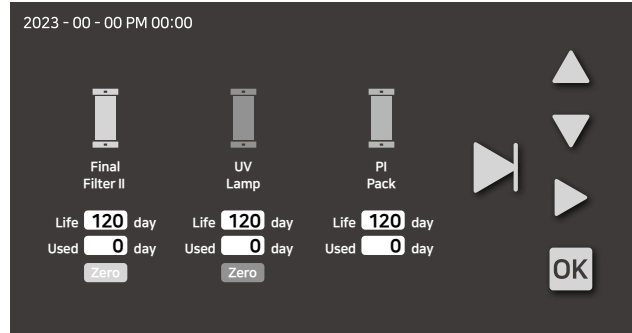 2023 - 00 - 00 PM 00:00
Final
Filter II
UV
Lamp
PI
Pack
Life 120 day
Life 120 day
Life 120 day
Used 0 day
Used 0 day
Used 0 day
Zero
Zero
OK